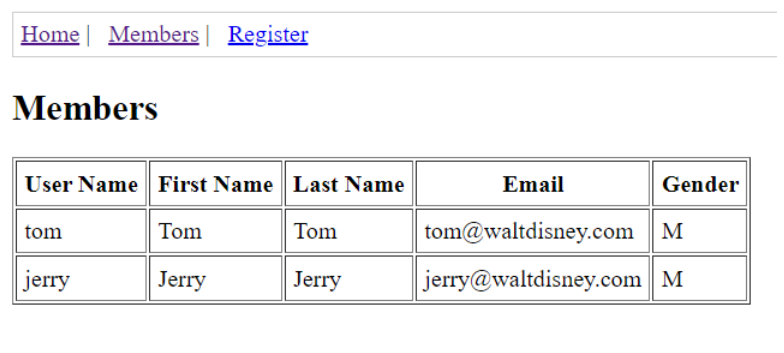 Home | Members | Register
Members
User Name First Name Last Name Email Gender
tom Tom Tom tom@waltdisney.com M
jerry Jerry Jerry jerry@waltdisney.com M